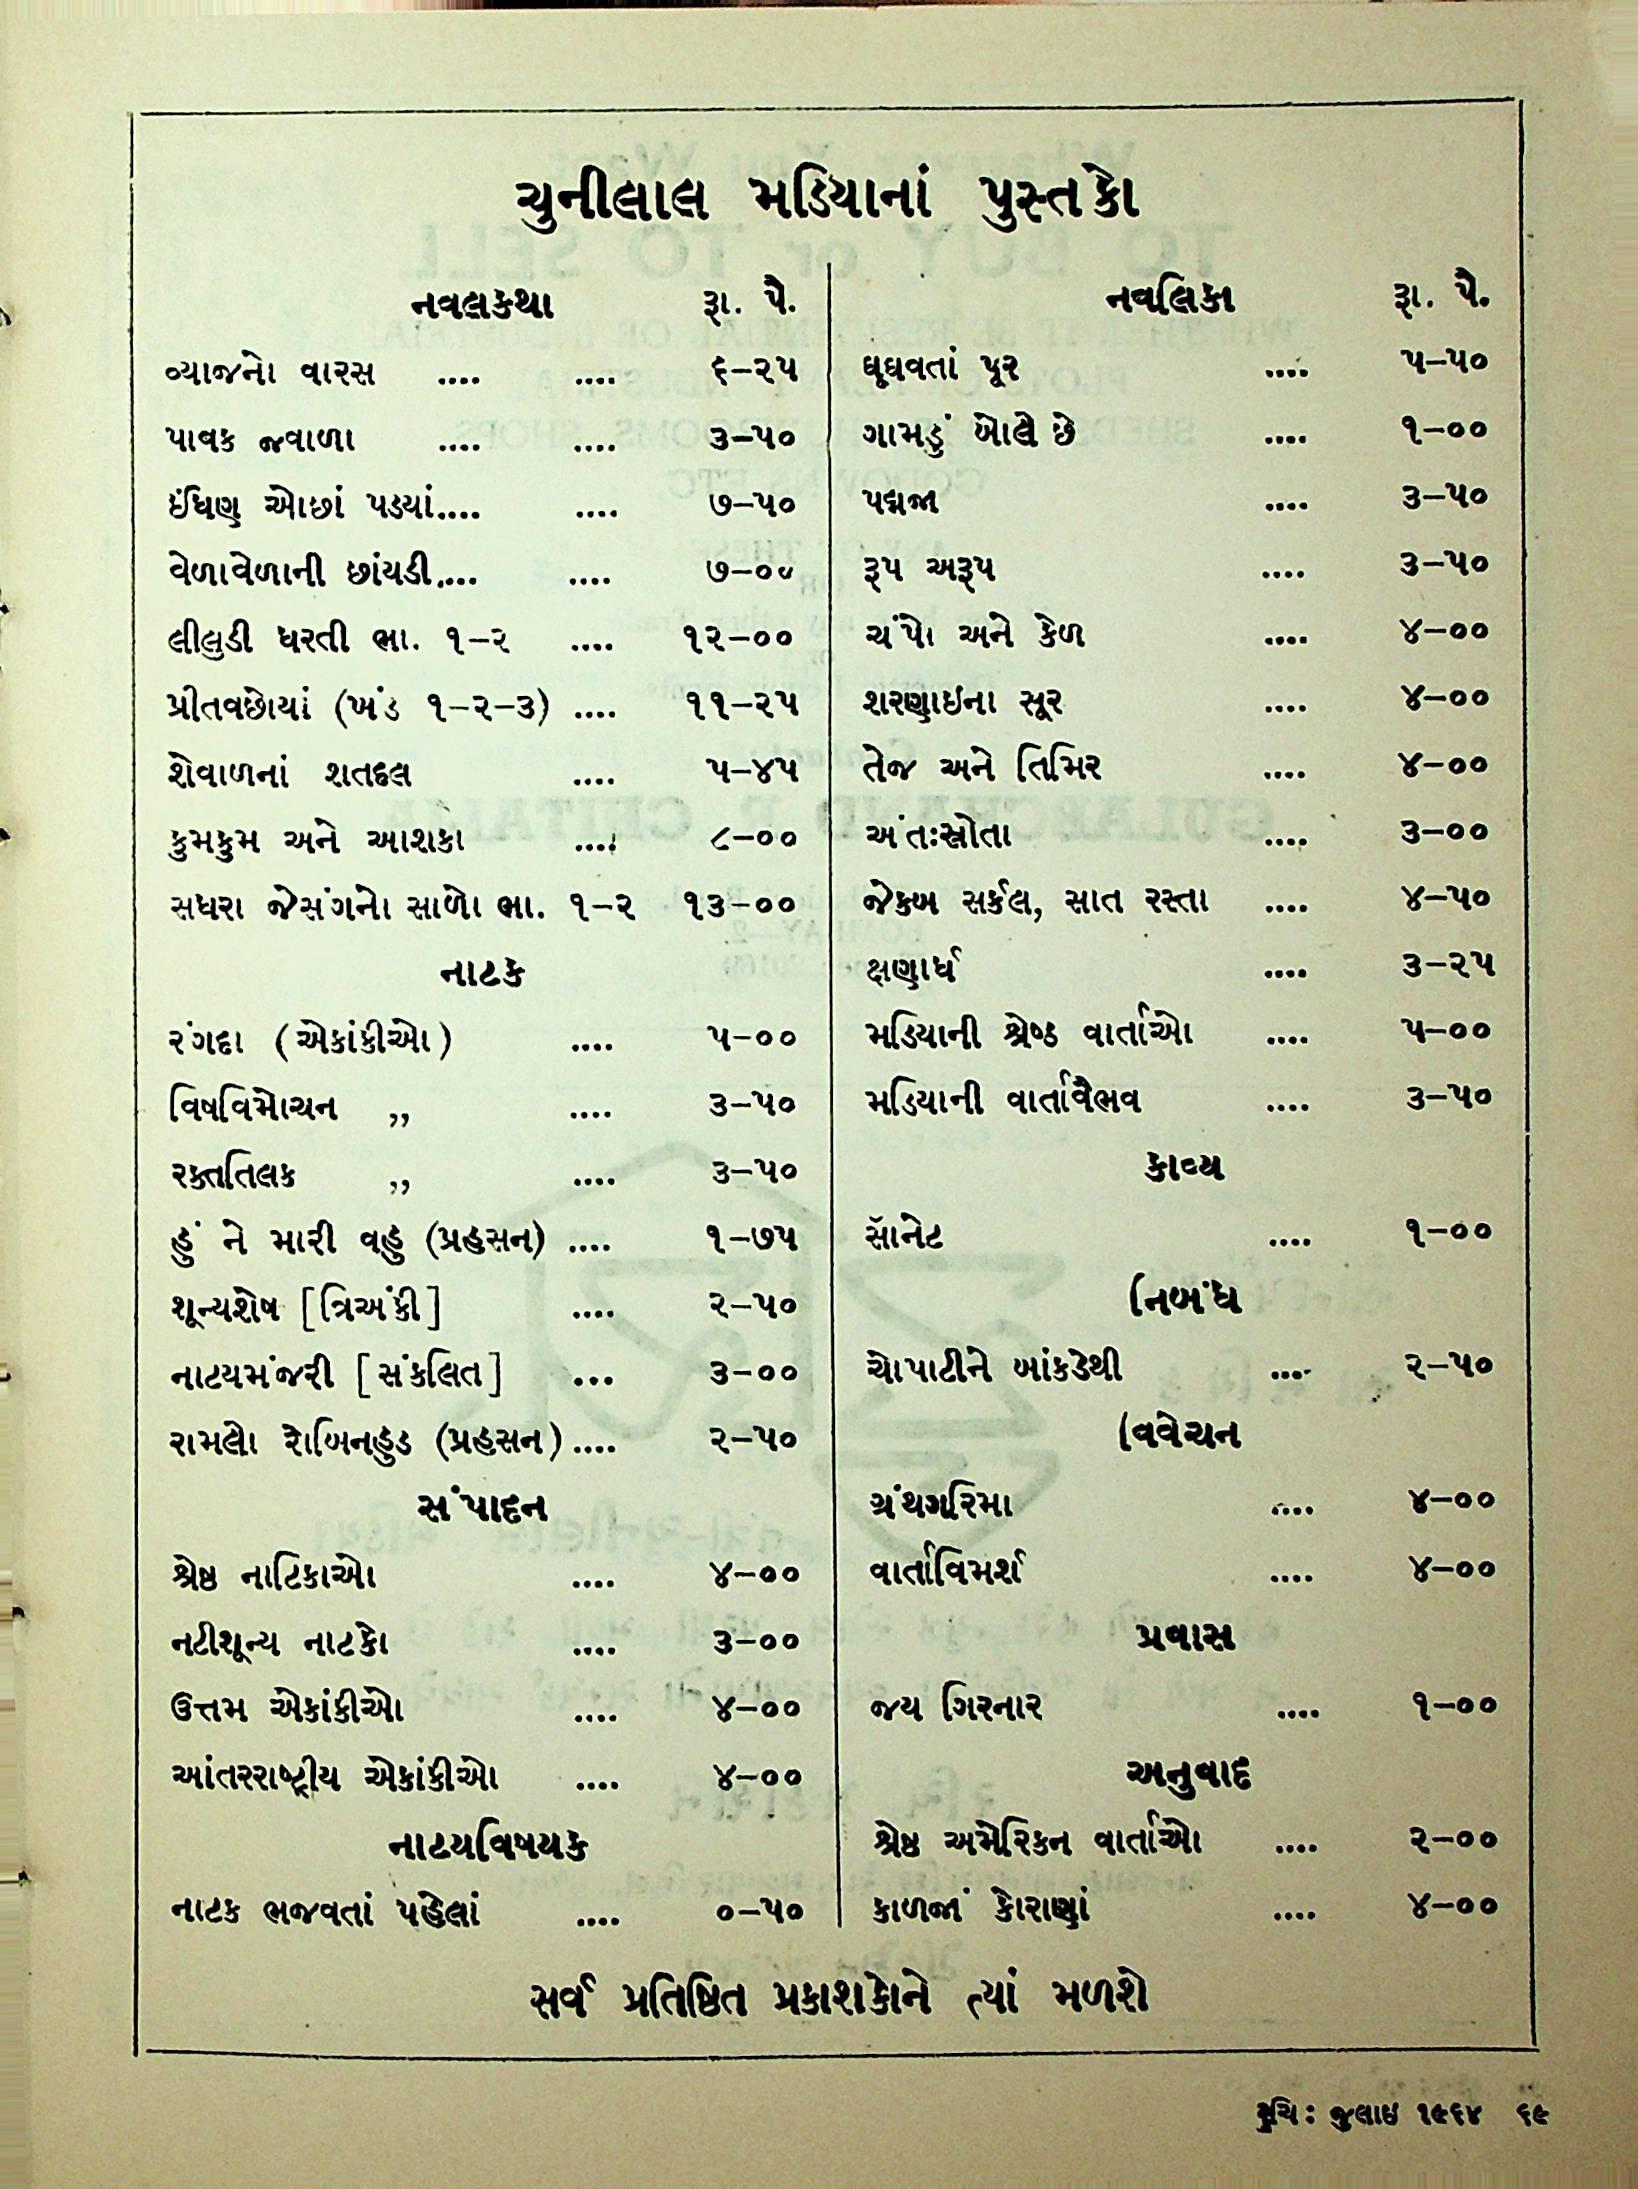 ચુનીલાલ મડિયાનાં પુસ્તકો
નવલકથા રૂા. પૈ.
વ્યાજનો વારસ .... .... ૬-૨૫
પાવક જ્વાળા .... .... ૩-૫૦
ઇંધણ ઓછાં પડ્યાં.... .... ૭-૫૦
વેળાવેળાની છાંયડી.... .... ૭-૦૦
લીલુડી ધરતી ભા. ૧-૨ .... ૧૨-૦૦
પ્રીતવછોયાં (ખંડ ૧-૨-૩) .... ૧૧-૨૫
શેવાળનાં શતદલ .... ૫-૪૫
કુમકુમ અને આશકા .... ૮-૦૦
સધરા જેસંગનો સાળો ભા. ૧-૨ ૧૩-૦૦
નાટક
રંગદા (એકાંકીઓ) .... ૫-૦૦
વિષવિમોચન ,, .... ૩-૫૦
રક્તતિલક ,, .... ૩-૫૦
હું ને મારી વહુ (પ્રહસન) .... ૧-૭૫
શૂન્યશેષ [ત્રિઅંકી] .... ૨-૫૦
નાટ્યમંજરી [સંકલિત] ... ૩-૦૦
રામલો રોબિનહુડ (પ્રહસન) .... ૨-૫૦
સંપાદન
શ્રેષ્ઠ નાટિકાઓ .... ૪-૦૦
નટીશૂન્ય નાટકો .... ૩-૦૦
ઉત્તમ એકાંકીઓ .... ૪-૦૦
આંતરરાષ્ટ્રીય એકાંકીઓ .... ૪-૦૦
નાટ્યવિષયક
નાટક ભજવતાં પહેલાં .... ૦-૫૦
નવલિકા રૂા. પૈ.
ઘૂઘવતાં પૂર .... ૫-૫૦
ગામડું બોલે છે .... ૧-૦૦
પદ્મજા .... ૩-૫૦
રૂપ અરૂપ .... ૩-૫૦
ચંપો અને કેળ .... ૪-૦૦
શરણાઇના સૂર .... ૪-૦૦
તેજ અને તિમિર .... ૪-૦૦
અંતઃસ્રોતા .... ૩-૦૦
જેકબ સર્કલ, સાત રસ્તા .... ૪-૫૦
ક્ષણાર્ધ .... ૩-૨૫
મડિયાની શ્રેષ્ઠ વાર્તાઓ .... ૫-૦૦
મડિયાની વાર્તાવૈભવ .... ૩-૫૦
કાવ્ય
સૉનેટ .... ૧-૦૦
નિબંધ
ચોપાટીને બાંકડેથી .... ૨-૫૦
વિવેચન
ગ્રંથગરિમા .... ૪-૦૦
વાર્તાવિમર્શ .... ૪-૦૦
પ્રવાસ
જય ગિરનાર .... ૧-૦૦
અનુવાદ
શ્રેષ્ઠ અમેરિકન વાર્તાઓ .... ૨-૦૦
કાળજાં કોરાણાં .... ૪-૦૦
સર્વ પ્રતિષ્ઠિત પ્રકાશકોને ત્યાં મળશે
રુચિ : જુલાઇ ૧૯૬૪ ૬૯